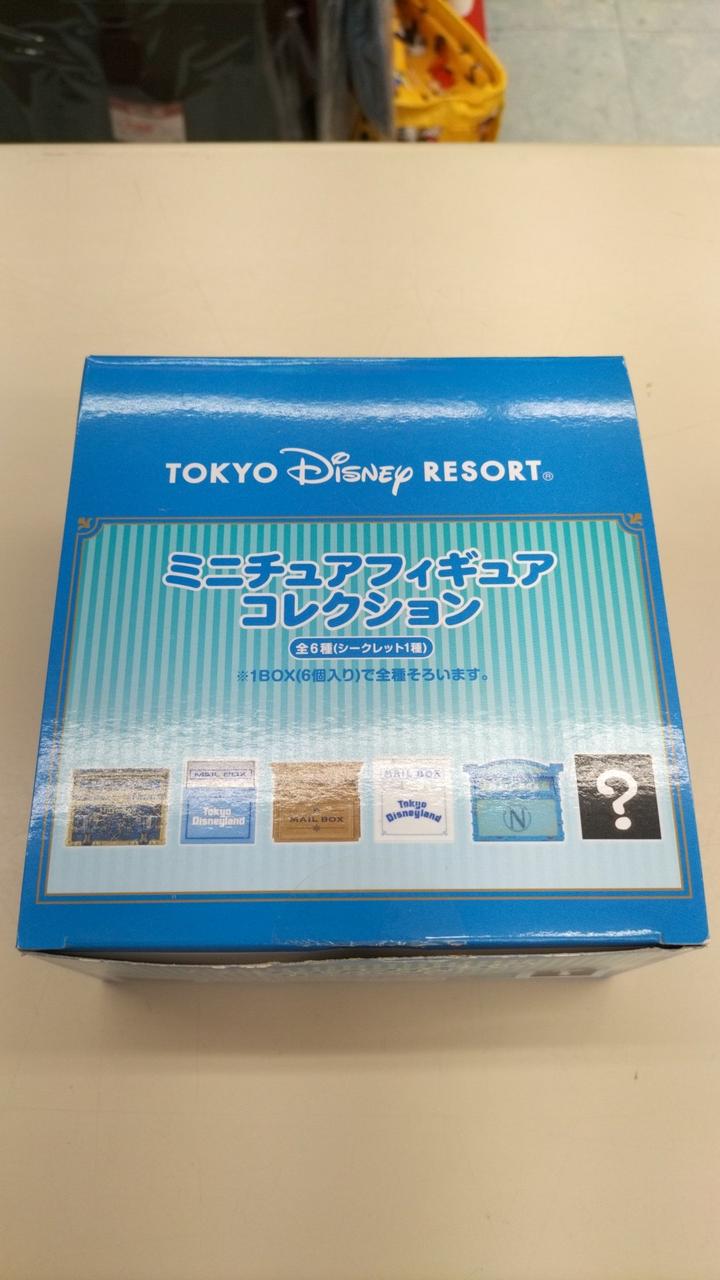 TOKYO Disney RESORT®
ミニチュアフィギュア
コレクション
全6種(シークレット1種)
※1BOX(6個入り)で全種そろいます。
MAIL BOX
Tokyo
Disneyland
MAIL BOX
MAIL BOX
Tokyo
Disneyland
N
?